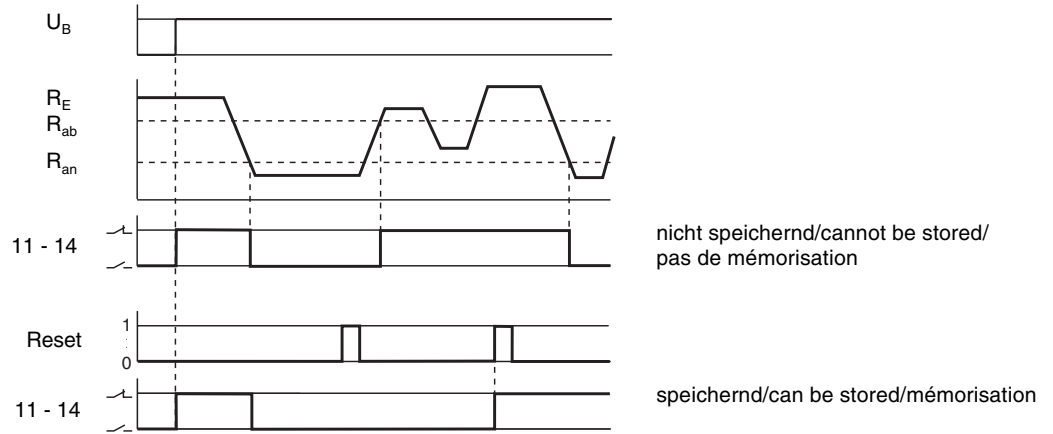 U_B
R_E
R_ab
R_an
11 - 14
nicht speichernd/cannot be stored/
pas de mémorisation
Reset
1
0
11 - 14
speichernd/can be stored/mémorisation